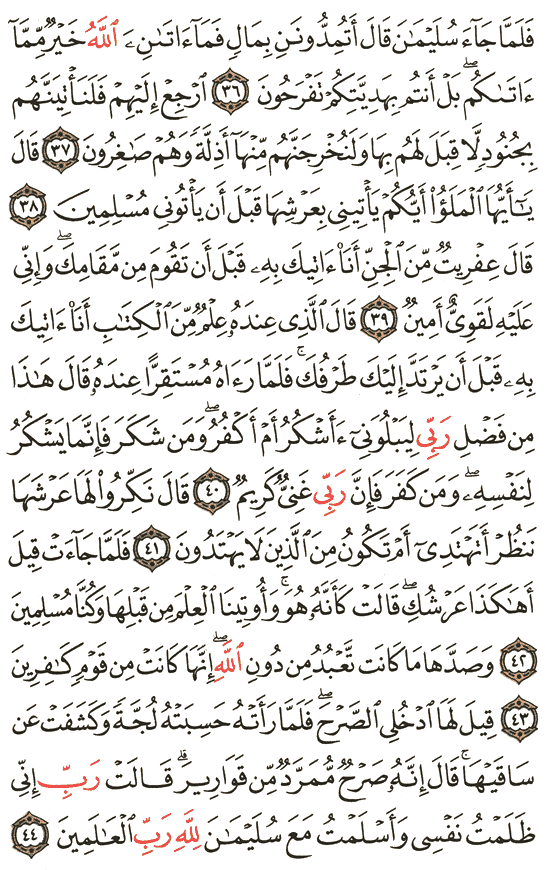 فَلَمَّا جَآءَ سُلَيْمَٰنَ قَالَ أَتُمِدُّونَنِ بِمَالٍ فَمَآ ءَاتَىٰنِۦَ ٱللَّهُ خَيْرٌ مِّمَّآ
ءَاتَىٰكُمۖ بَلْ أَنتُم بِهَدِيَّتِكُمْ تَفْرَحُونَ ٣٦ ٱرْجِعْ إِلَيْهِمْ فَلَنَأْتِيَنَّهُم
بِجُنُودٍ لَّا قِبَلَ لَهُم بِهَا وَلَنُخْرِجَنَّهُم مِّنْهَآ أَذِلَّةً وَهُمْ صَٰغِرُونَ ٣٧ قَالَ
يَٰٓأَيُّهَا ٱلْمَلَؤُا۟ أَيُّكُمْ يَأْتِينِى بِعَرْشِهَا قَبْلَ أَن يَأْتُونِى مُسْلِمِينَ ٣٨
قَالَ عِفْرِيتٌ مِّنَ ٱلْجِنِّ أَنَا۠ ءَاتِيكَ بِهِۦ قَبْلَ أَن تَقُومَ مِن مَّقَامِكَۖ وَإِنِّى
عَلَيْهِ لَقَوِىٌّ أَمِينٌ ٣٩ قَالَ ٱلَّذِى عِندَهُۥ عِلْمٌ مِّنَ ٱلْكِتَٰبِ أَنَا۠ ءَاتِيكَ
بِهِۦ قَبْلَ أَن يَرْتَدَّ إِلَيْكَ طَرْفُكَۚ فَلَمَّا رَءَاهُ مُسْتَقِرًّا عِندَهُۥ قَالَ هَٰذَا
مِن فَضْلِ رَبِّى لِيَبْلُوَنِىٓ ءَأَشْكُرُ أَمْ أَكْفُرُۖ وَمَن شَكَرَ فَإِنَّمَا يَشْكُرُ
لِنَفْسِهِۦۖ وَمَن كَفَرَ فَإِنَّ رَبِّى غَنِىٌّ كَرِيمٌ ٤٠ قَالَ نَكِّرُوا۟ لَهَا عَرْشَهَا
نَنظُرْ أَتَهْتَدِىٓ أَمْ تَكُونُ مِنَ ٱلَّذِينَ لَا يَهْتَدُونَ ٤١ فَلَمَّا جَآءَتْ قِيلَ
أَهَٰكَذَا عَرْشُكِۖ قَالَتْ كَأَنَّهُۥ هُوَۚ وَأُوتِينَا ٱلْعِلْمَ مِن قَبْلِهَا وَكُنَّا مُسْلِمِينَ
٤٢ وَصَدَّهَا مَا كَانَت تَّعْبُدُ مِن دُونِ ٱللَّهِۖ إِنَّهَا كَانَتْ مِن قَوْمٍ كَٰفِرِينَ
٤٣ قِيلَ لَهَا ٱدْخُلِى ٱلصَّرْحَۖ فَلَمَّا رَأَتْهُ حَسِبَتْهُ لُجَّةً وَكَشَفَتْ عَن
سَاقَيْهَاۚ قَالَ إِنَّهُۥ صَرْحٌ مُّمَرَّدٌ مِّن قَوَارِيرَۗ قَالَتْ رَبِّ إِنِّى
ظَلَمْتُ نَفْسِى وَأَسْلَمْتُ مَعَ سُلَيْمَٰنَ لِلَّهِ رَبِّ ٱلْعَٰلَمِينَ ٤٤